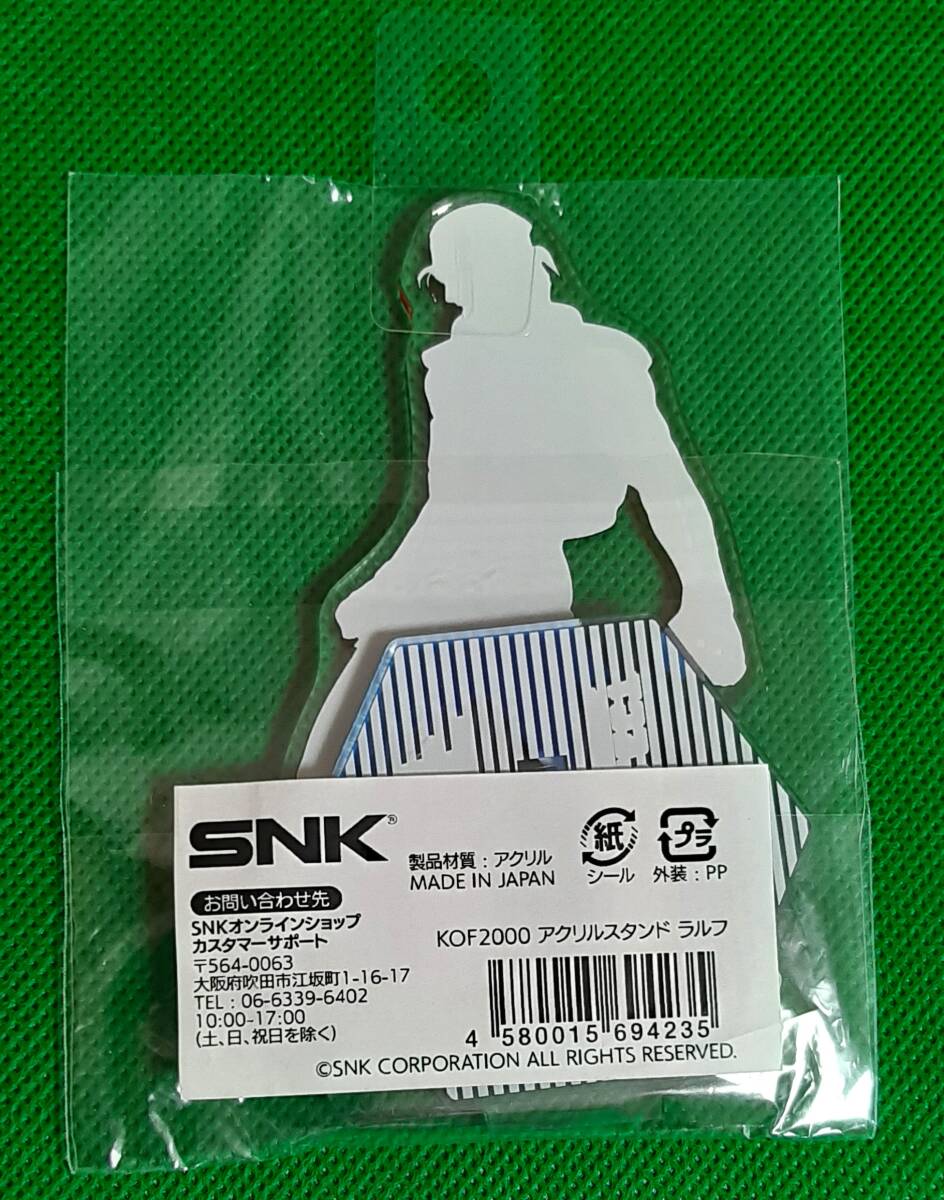 SNK®
製品材質：アクリル
MADE IN JAPAN
紙
シール
プラ
外装：PP
お問い合わせ先
SNKオンラインショップ
カスタマーサポート
〒564-0063
大阪府吹田市江坂町1-16-17
TEL：06-6339-6402
10:00-17:00
(土、日、祝日を除く)
KOF2000 アクリルスタンド ラルフ
4 580015 694235
©SNK CORPORATION ALL RIGHTS RESERVED.